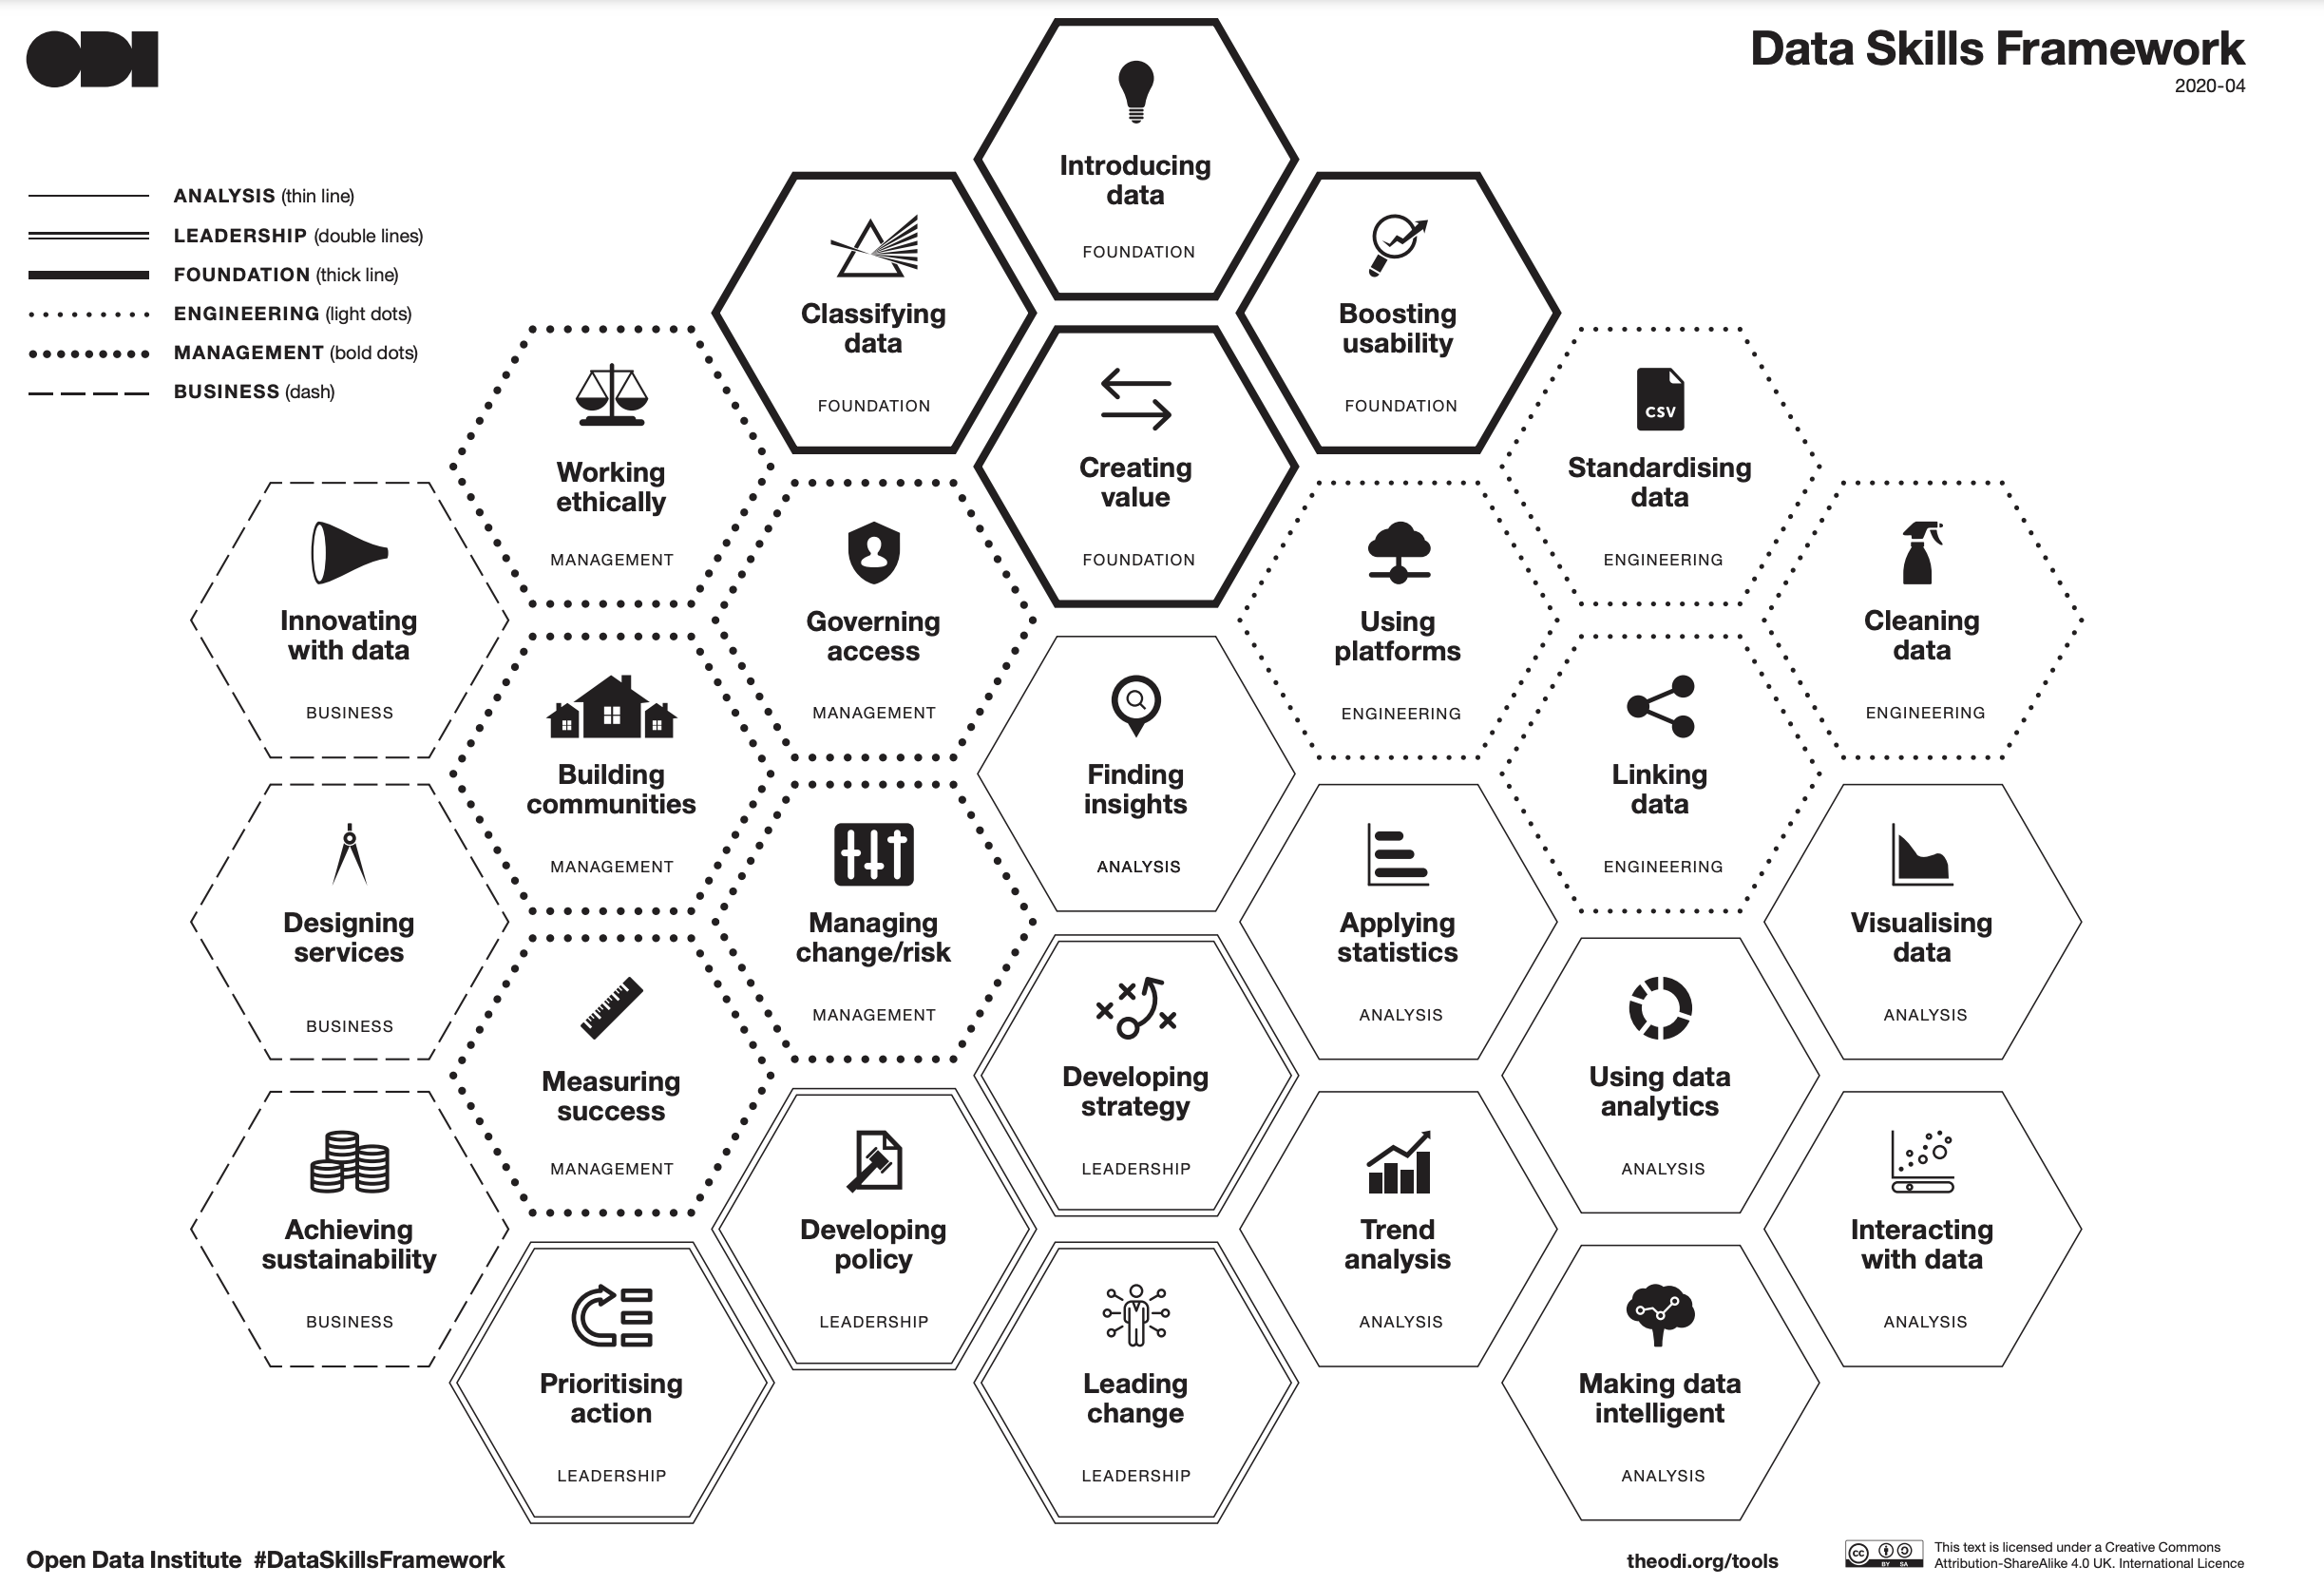 ODI
Data Skills Framework
2020-04
ANALYSIS (thin line)
LEADERSHIP (double lines)
FOUNDATION (thick line)
ENGINEERING (light dots)
MANAGEMENT (bold dots)
BUSINESS (dash)
Introducing
data
FOUNDATION
Classifying
data
FOUNDATION
Boosting
usability
FOUNDATION
Working
ethically
MANAGEMENT
Creating
value
FOUNDATION
CSV
Standardising
data
ENGINEERING
Innovating
with data
BUSINESS
Governing
access
MANAGEMENT
Using
platforms
ENGINEERING
Cleaning
data
ENGINEERING
Building
communities
MANAGEMENT
Finding
insights
ANALYSIS
Linking
data
ENGINEERING
Designing
services
BUSINESS
Managing
change/risk
MANAGEMENT
Applying
statistics
ANALYSIS
Visualising
data
ANALYSIS
Measuring
success
MANAGEMENT
Developing
strategy
LEADERSHIP
Using data
analytics
ANALYSIS
Achieving
sustainability
BUSINESS
Developing
policy
LEADERSHIP
Trend
analysis
ANALYSIS
Interacting
with data
ANALYSIS
Prioritising
action
LEADERSHIP
Leading
change
LEADERSHIP
Making data
intelligent
ANALYSIS
Open Data Institute #DataSkillsFramework
theodi.org/tools
cc BY SA
This text is licensed under a Creative Commons
Attribution-ShareAlike 4.0 UK. International Licence